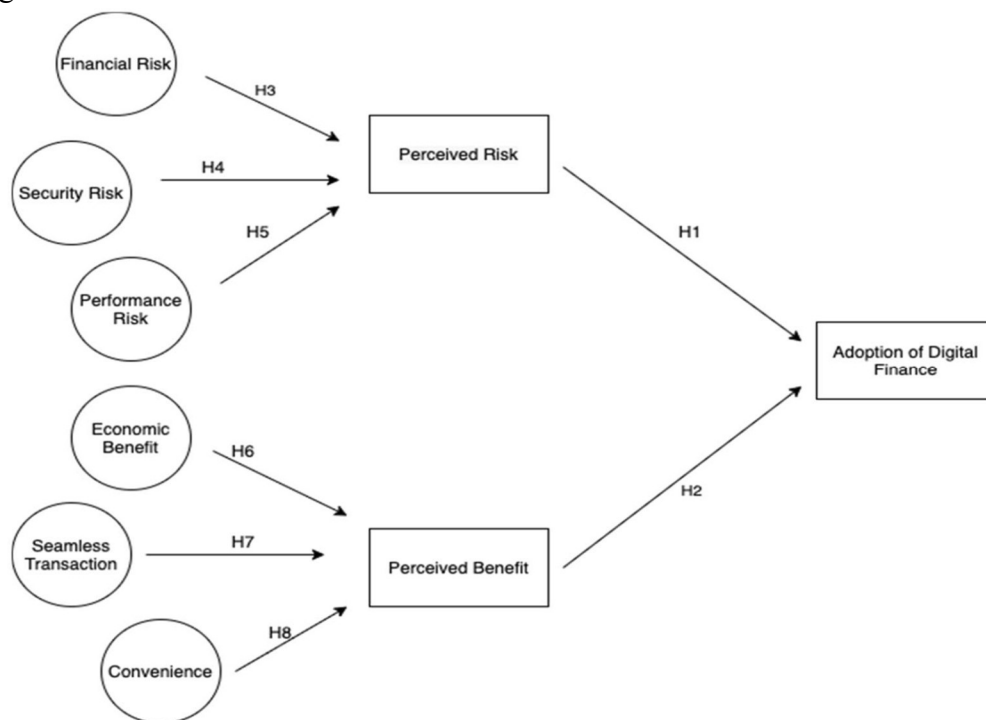 Financial Risk
H3
Perceived Risk
H4
Security Risk
H5
H1
Performance
Risk
Adoption of Digital
Finance
Economic
Benefit
H6
H2
Seamless
Transaction
H7
Perceived Benefit
H8
Convenience